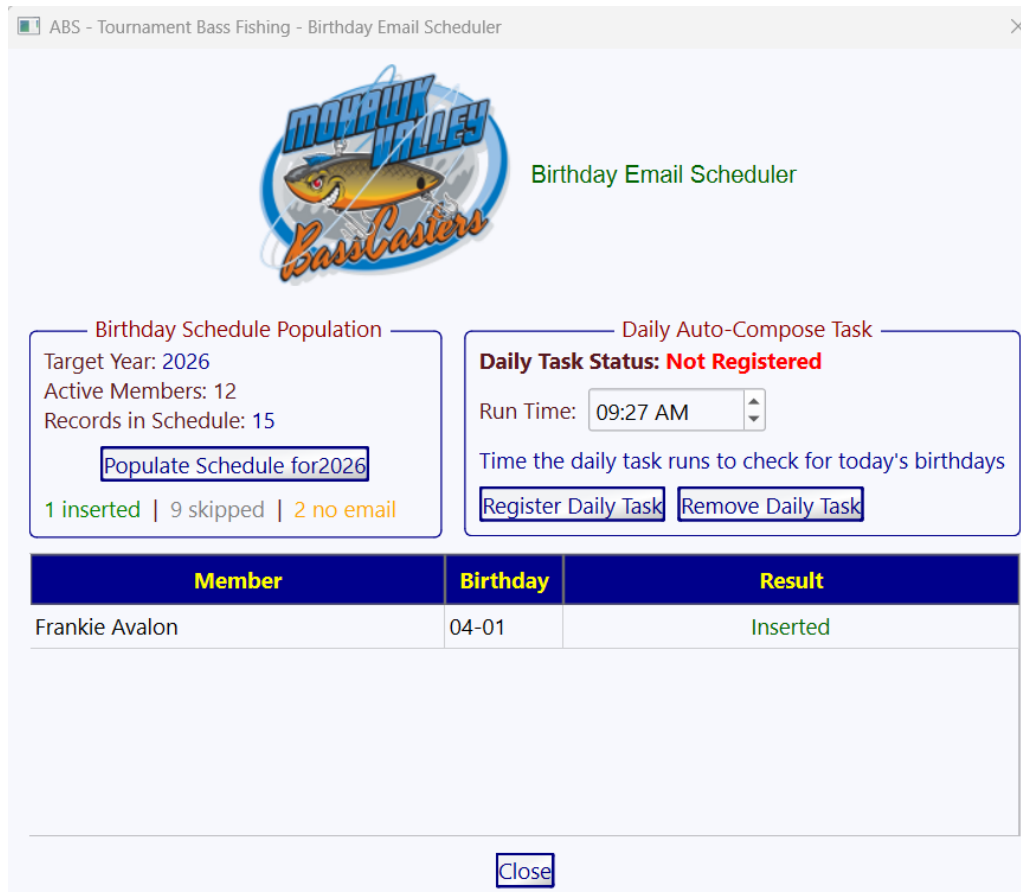 ABS - Tournament Bass Fishing - Birthday Email Scheduler
MOHAWK
VALLEY
BassCasters
Birthday Email Scheduler
Birthday Schedule Population
Target Year: 2026
Active Members: 12
Records in Schedule: 15
Populate Schedule for2026
1 inserted | 9 skipped | 2 no email
Daily Auto-Compose Task
Daily Task Status: Not Registered
Run Time: 09:27 AM
Time the daily task runs to check for today's birthdays
Register Daily Task Remove Daily Task
Member Birthday Result
Frankie Avalon 04-01 Inserted
Close